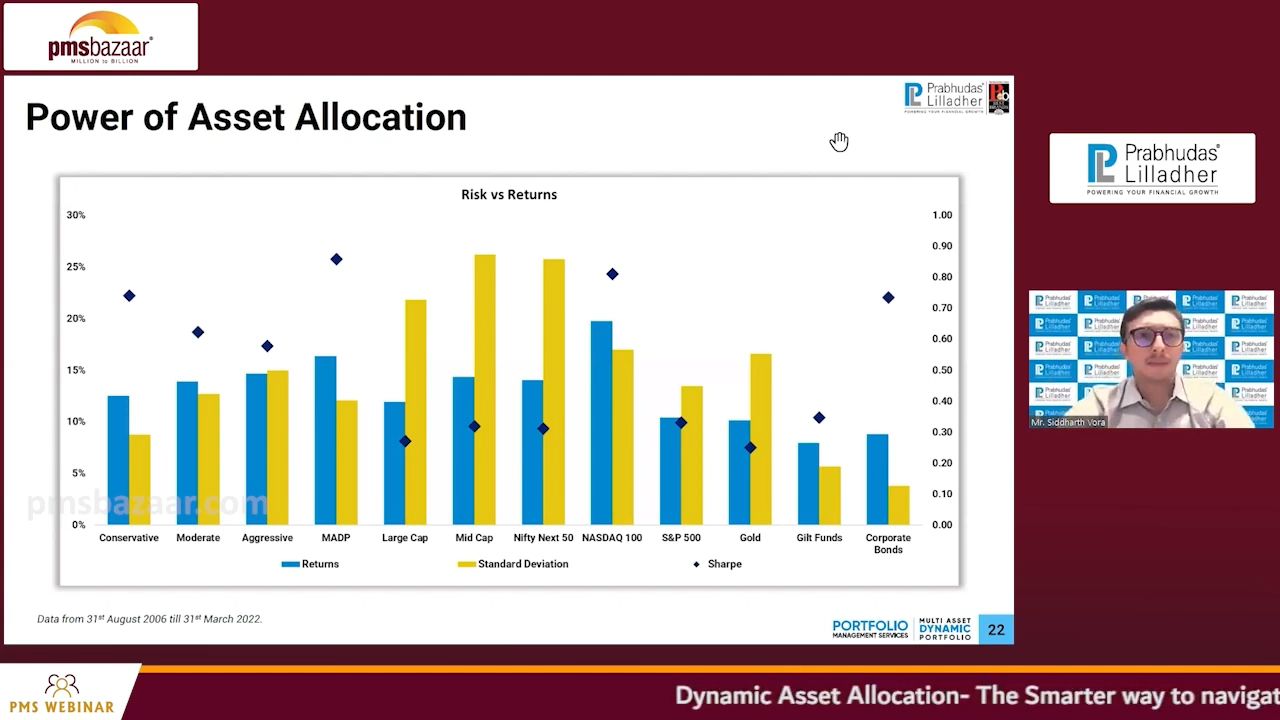 pmsbazaar
MILLION to BILLION
Power of Asset Allocation
Prabhudas
Lilladher
POWERING YOUR FINANCIAL GROWTH
Risk vs Returns
30%
25%
20%
15%
10%
5%
0%
1.00
0.90
0.80
0.70
0.60
0.50
0.40
0.30
0.20
0.10
0.00
Conservative Moderate Aggressive MADP Large Cap Mid Cap Nifty Next 50 NASDAQ 100 S&P 500 Gold Gilt Funds Corporate
Bonds
Returns Standard Deviation Sharpe
pmsbazaar.com
Data from 31st August 2006 till 31st March 2022.
PORTFOLIO
MANAGEMENT SERVICES
MULTI ASSET
DYNAMIC
PORTFOLIO
22
Prabhudas
Lilladher
POWERING YOUR FINANCIAL GROWTH
Mr. Siddharth Vora
PMS WEBINAR
Dynamic Asset Allocation- The Smarter way to navigat